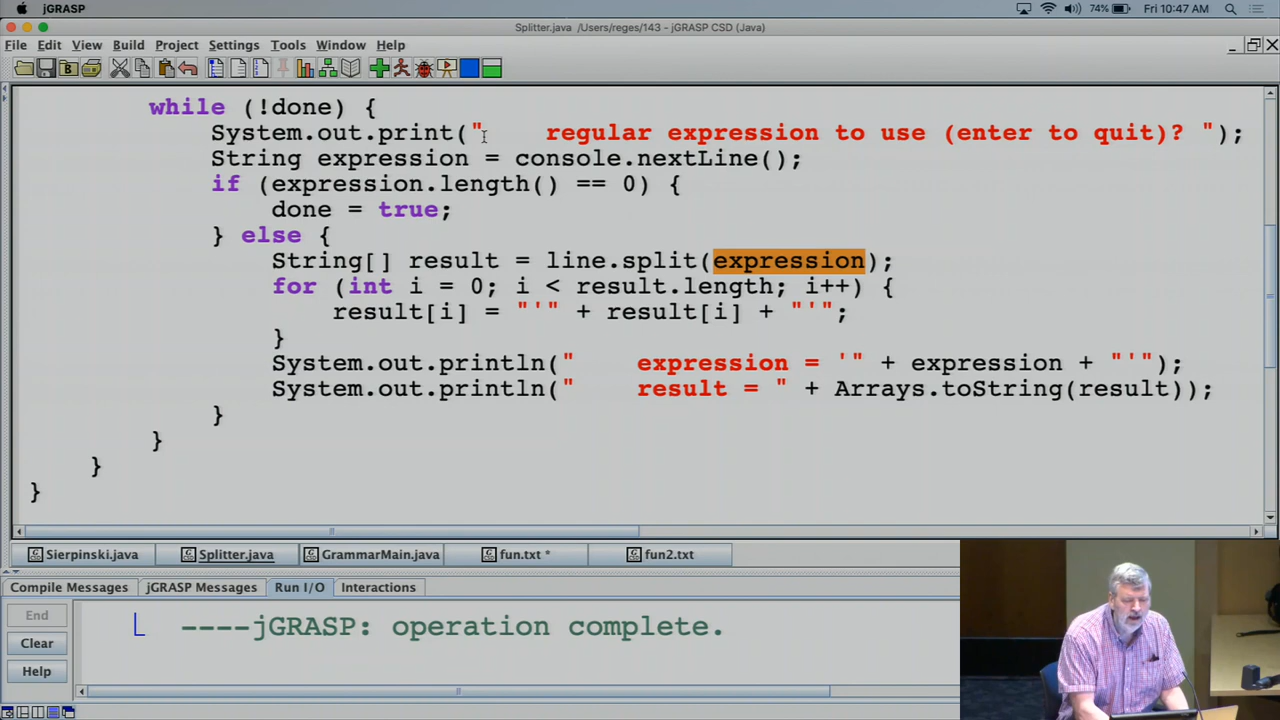 jGRASP 74% Fri 10:47 AM
Splitter.java /Users/reges/143 - jGRASP CSD (Java)
File Edit View Build Project Settings Tools Window Help
while (!done) {
System.out.print("    regular expression to use (enter to quit)? ");
String expression = console.nextLine();
if (expression.length() == 0) {
done = true;
} else {
String[] result = line.split(expression);
for (int i = 0; i < result.length; i++) {
result[i] = "'" + result[i] + "'";
}
System.out.println("    expression = '" + expression + "'");
System.out.println("    result = " + Arrays.toString(result));
}
}
}
}
Sierpinski.java Splitter.java GrammarMain.java fun.txt * fun2.txt
Compile Messages jGRASP Messages Run I/O Interactions
End
Clear
Help
----jGRASP: operation complete.